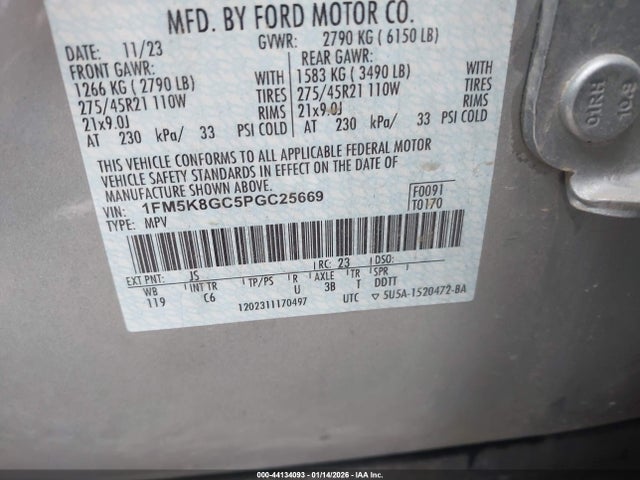 MFD. BY FORD MOTOR CO.
11/23 GVWR: 2790 KG ( 6150 LB)
FRONT GAWR: REAR GAWR:
1266 KG ( 2790 LB) WITH 1583 KG ( 3490 LB) WITH
275/45R21 110W TIRES 275/45R21 110W TIRES
21x9.0J RIMS 21x9.0J RIMS
AT 230 kPa/ 33 PSI COLD AT 230 kPa/ 33 PSI COLD
THIS VEHICLE CONFORMS TO ALL APPLICABLE FEDERAL MOTOR
VEHICLE SAFETY STANDARDS IN EFFECT ON THE DATE OF
MANUFACTURE SHOWN ABOVE.
VIN: 1FM5K8GC5PGC25669 F0091
TYPE: MPV T0170
EXT PNT: JS RC: 23 DSO:
WB INT TR TP/PS R AXLE TR SPR
119 C6 U 3B T DDTT
1202311170497 UTC ▽ 5U5A-1520472-BA
01RH
10.9
000-44134093 - 01/14/2026 - IAA Inc.